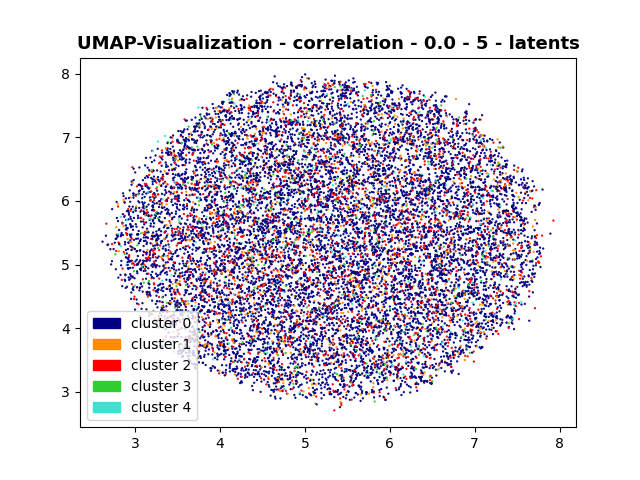 UMAP-Visualization - correlation - 0.0 - 5 - latents
8
7
6
5
4
3
cluster 0
cluster 1
cluster 2
cluster 3
cluster 4
3 4 5 6 7 8